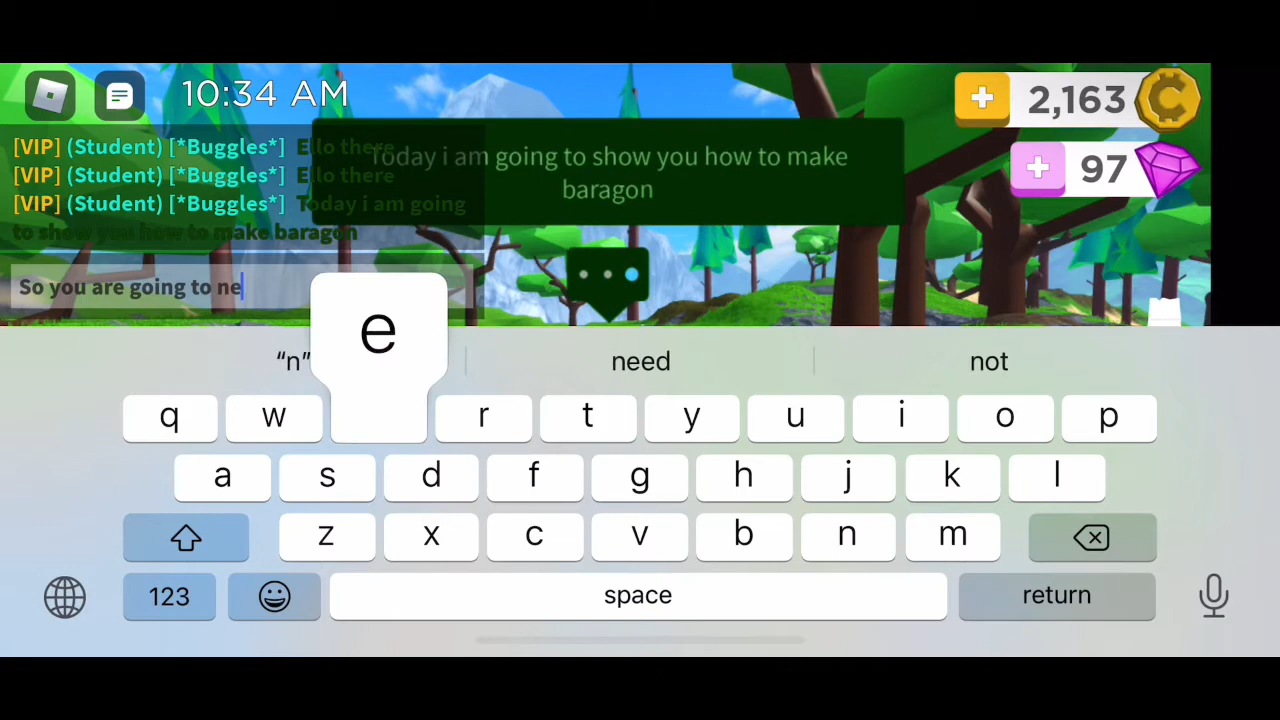 10:34 AM
2,163
97
[VIP] (Student) [*Buggles*] Ello there
[VIP] (Student) [*Buggles*] Ello there
[VIP] (Student) [*Buggles*] Today i am going
to show you how to make baragon
Today i am going to show you how to make
baragon
So you are going to ne
e
“n” need not
q w r t y u i o p
a s d f g h j k l
z x c v b n m
123 space return